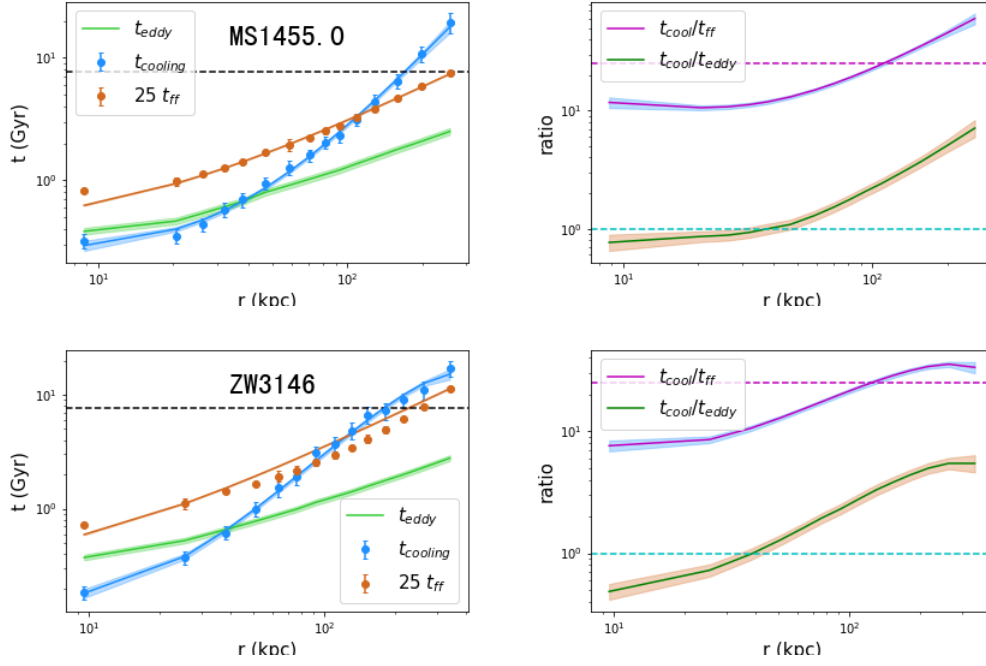 t_eddy
t_cooling
25 t_ff
MS1455.0
10^1
10^0
t (Gyr)
10^1
10^2
r (kpc)
t_cool/t_ff
t_cool/t_eddy
10^1
10^0
ratio
10^1
10^2
r (kpc)
ZW3146
t_eddy
t_cooling
25 t_ff
10^1
10^0
t (Gyr)
10^1
10^2
r (kpc)
t_cool/t_ff
t_cool/t_eddy
10^1
10^0
ratio
10^1
10^2
r (kpc)